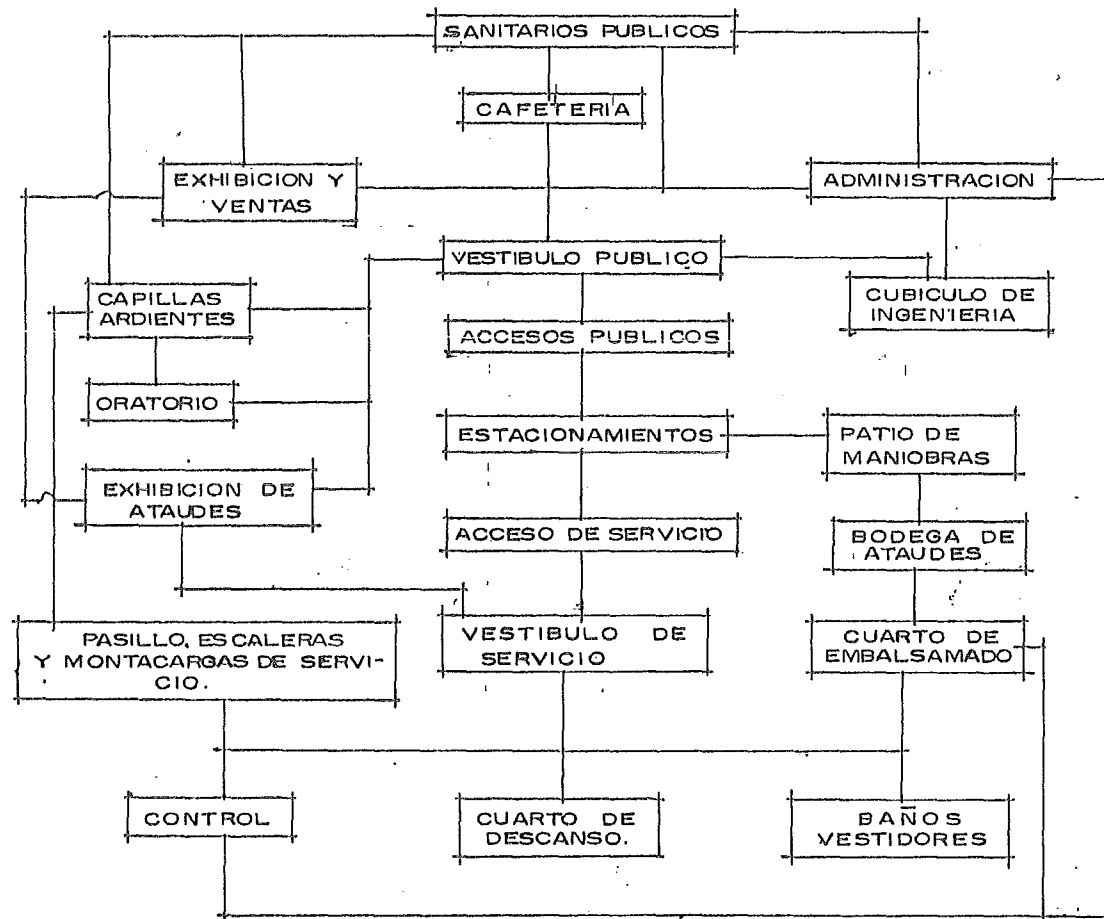 SANITARIOS PUBLICOS
CAFETERIA
EXHIBICION Y
VENTAS
ADMINISTRACION
VESTIBULO PUBLICO
CAPILLAS
ARDIENTES
CUBICULO DE
INGENIERIA
ACCESOS PUBLICOS
ORATORIO
ESTACIONAMIENTOS
PATIO DE
MANIOBRAS
EXHIBICION DE
ATAUDES
ACCESO DE SERVICIO
BODEGA DE
ATAUDES
PASILLO, ESCALERAS
Y MONTACARGAS DE SERVI-
CIO.
VESTIBULO DE
SERVICIO
CUARTO DE
EMBALSAMADO
CONTROL
CUARTO DE
DESCANSO.
BAÑOS
VESTIDORES